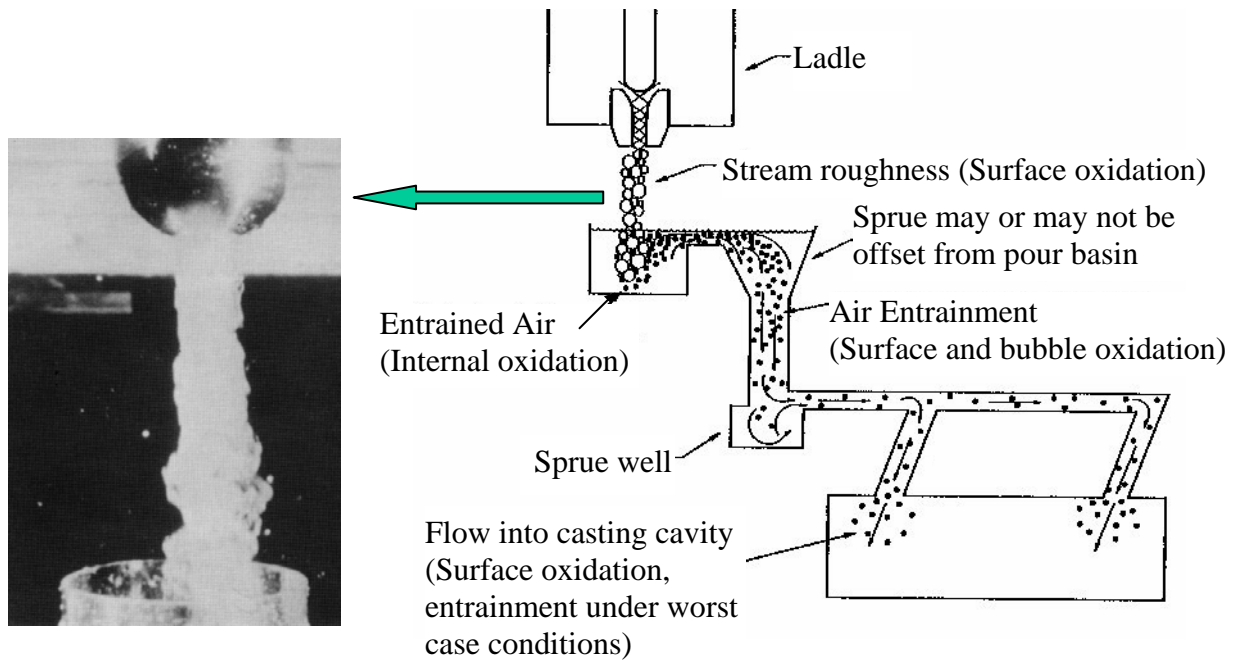 Ladle
Stream roughness (Surface oxidation)
Sprue may or may not be
offset from pour basin
Entrained Air
(Internal oxidation)
Air Entrainment
(Surface and bubble oxidation)
Sprue well
Flow into casting cavity
(Surface oxidation,
entrainment under worst
case conditions)